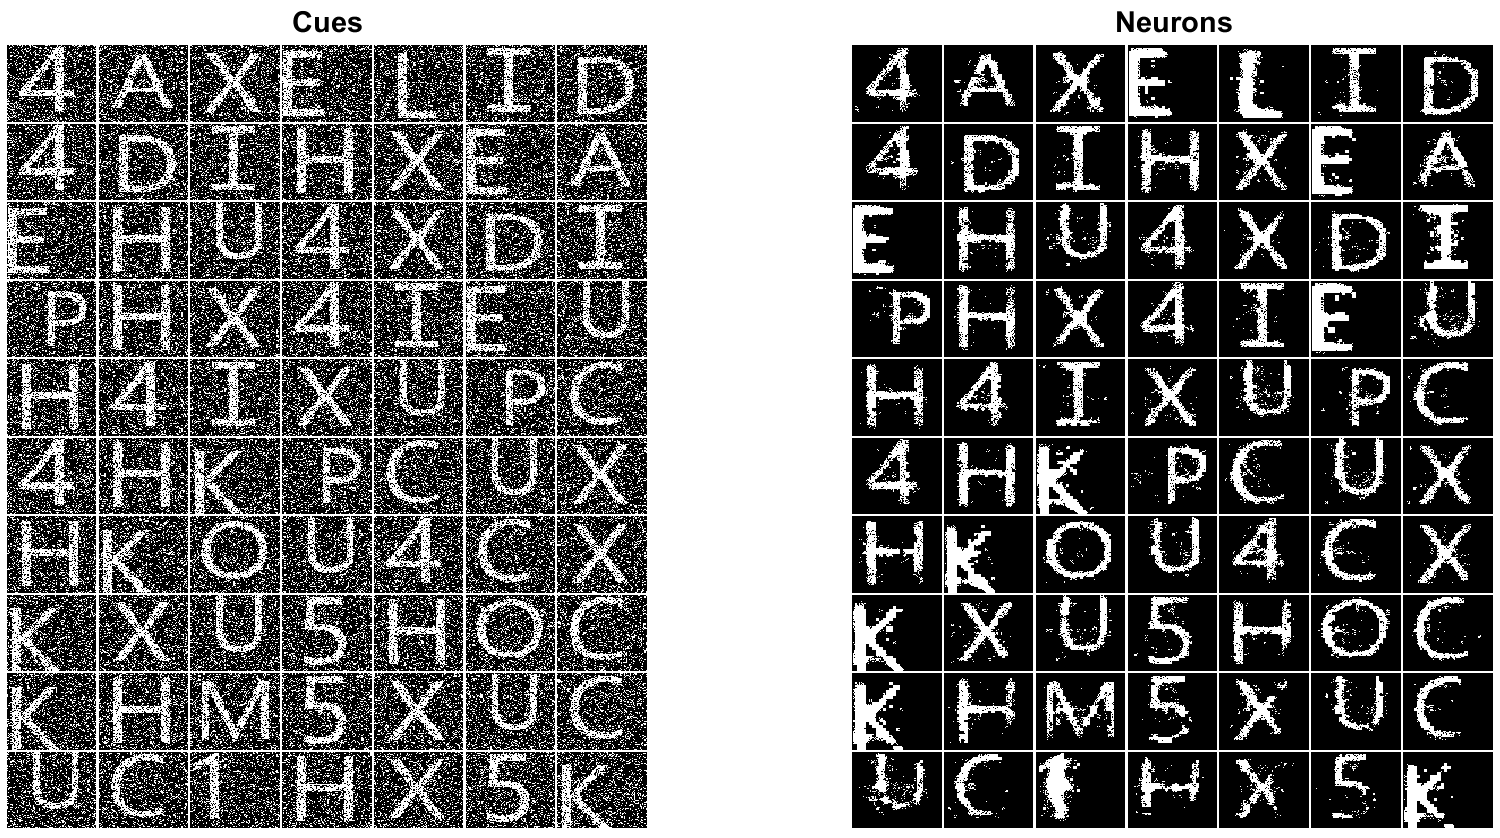 Cues Neurons
4 A X E L I D 4 A X E L I D
4 D I H X E A 4 D I H X E A
E H U 4 X D I E H U 4 X D I
P H X 4 I E U P H X 4 I E U
H 4 I X U P C H 4 I X U P C
4 H K P C U X 4 H K P C U X
H K O U 4 C X H K O U 4 C X
K X U 5 H O C K X U 5 H O C
K H M 5 X U C K H M 5 X U C
U C 1 H X 5 K U C 1 H X 5 K